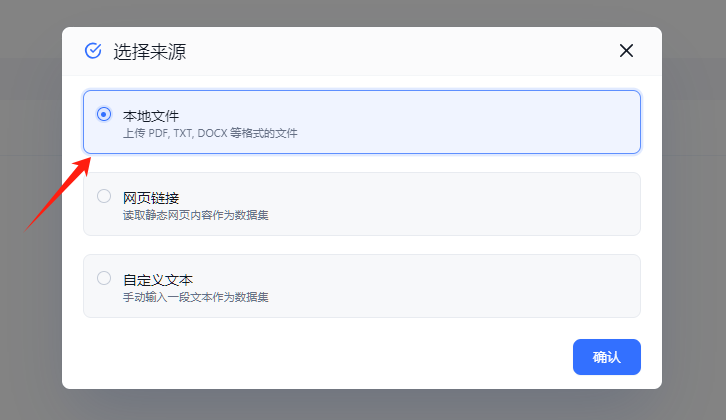 选择来源
本地文件
上传 PDF, TXT, DOCX 等格式的文件
网页链接
读取静态网页内容作为数据集
自定义文本
手动输入一段文本作为数据集
确认